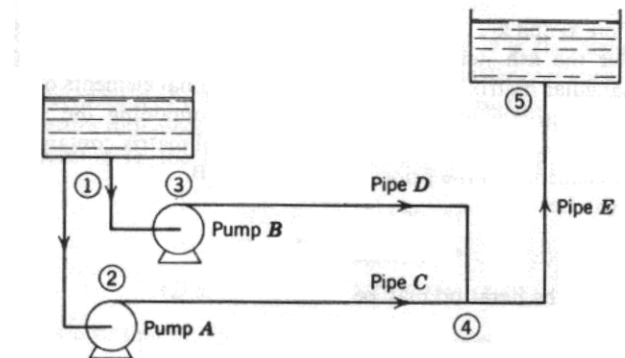 ⑤
① ③ Pipe D
Pump B
Pipe E
② Pipe C
Pump A ④